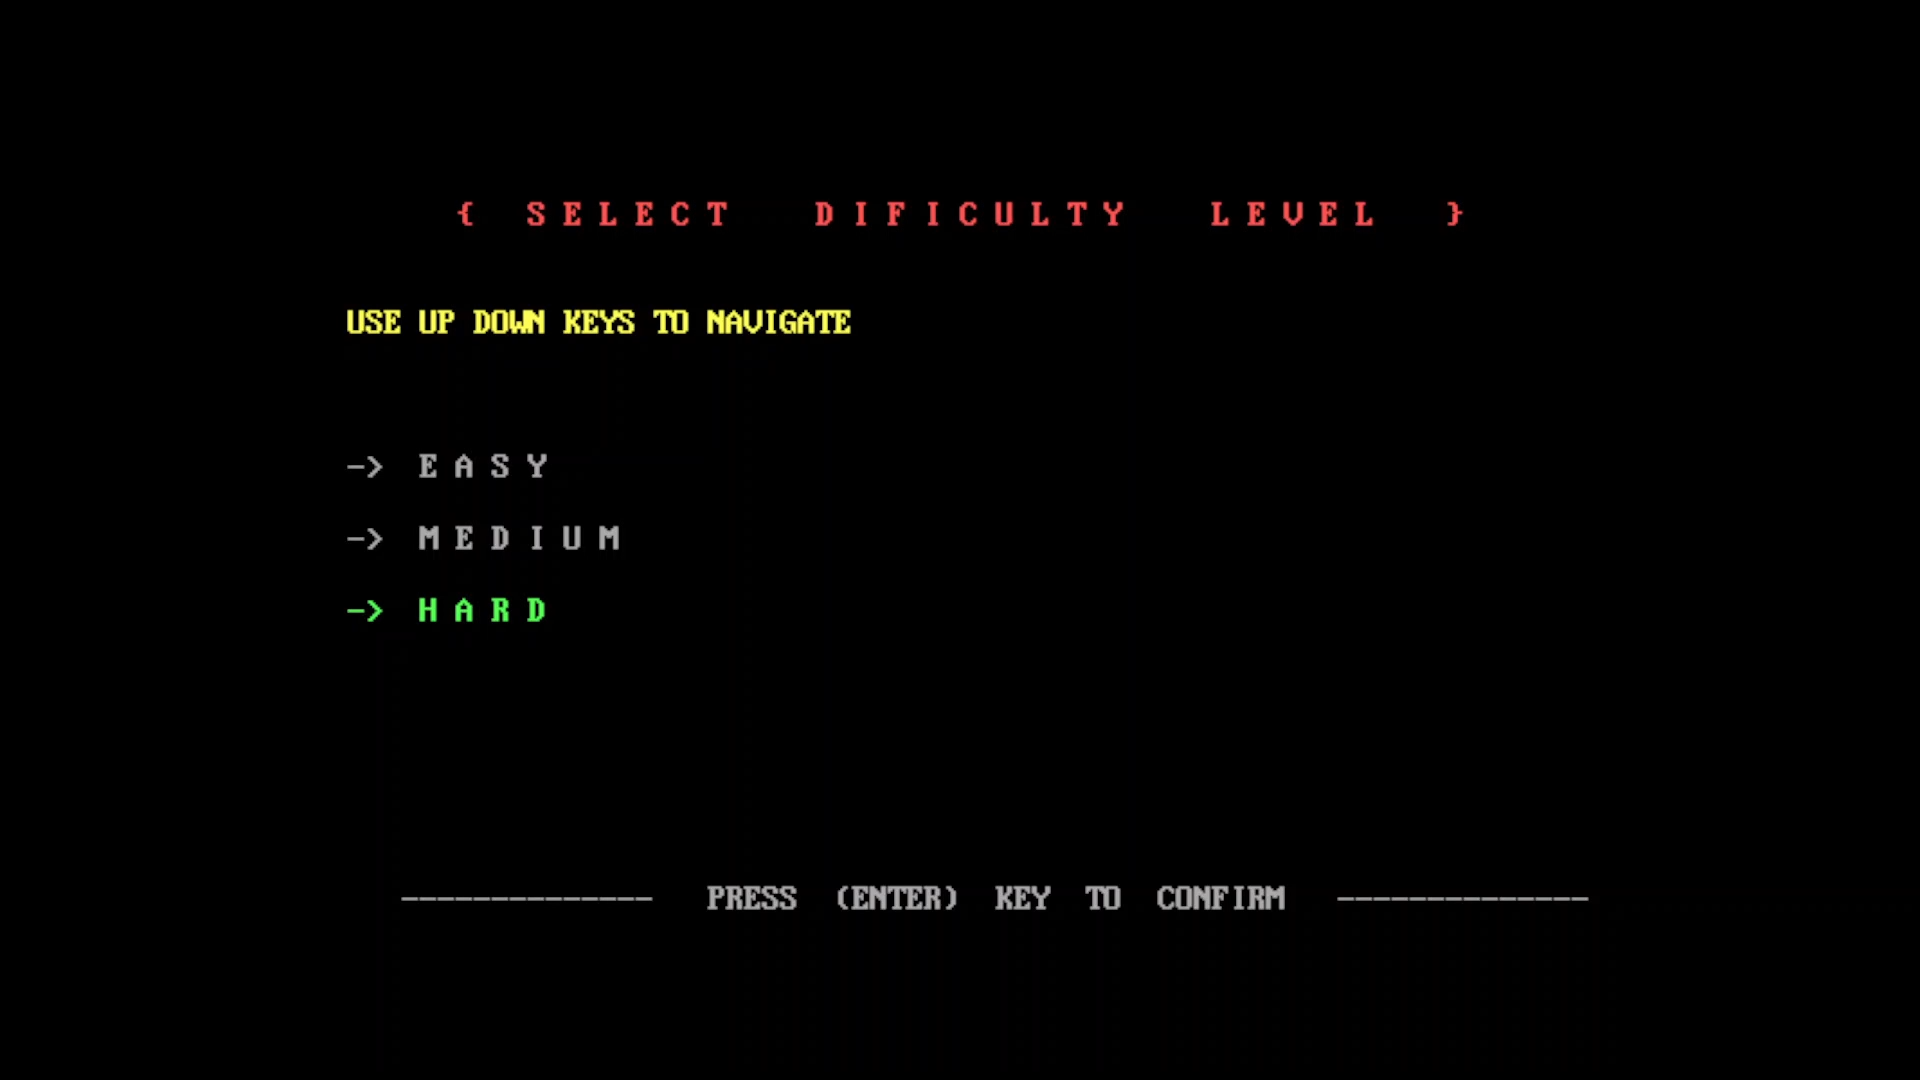 { S E L E C T   D I F I C U L T Y   L E V E L }
USE UP DOWN KEYS TO NAVIGATE
-> E A S Y
-> M E D I U M
-> H A R D
-------------- PRESS (ENTER) KEY TO CONFIRM --------------